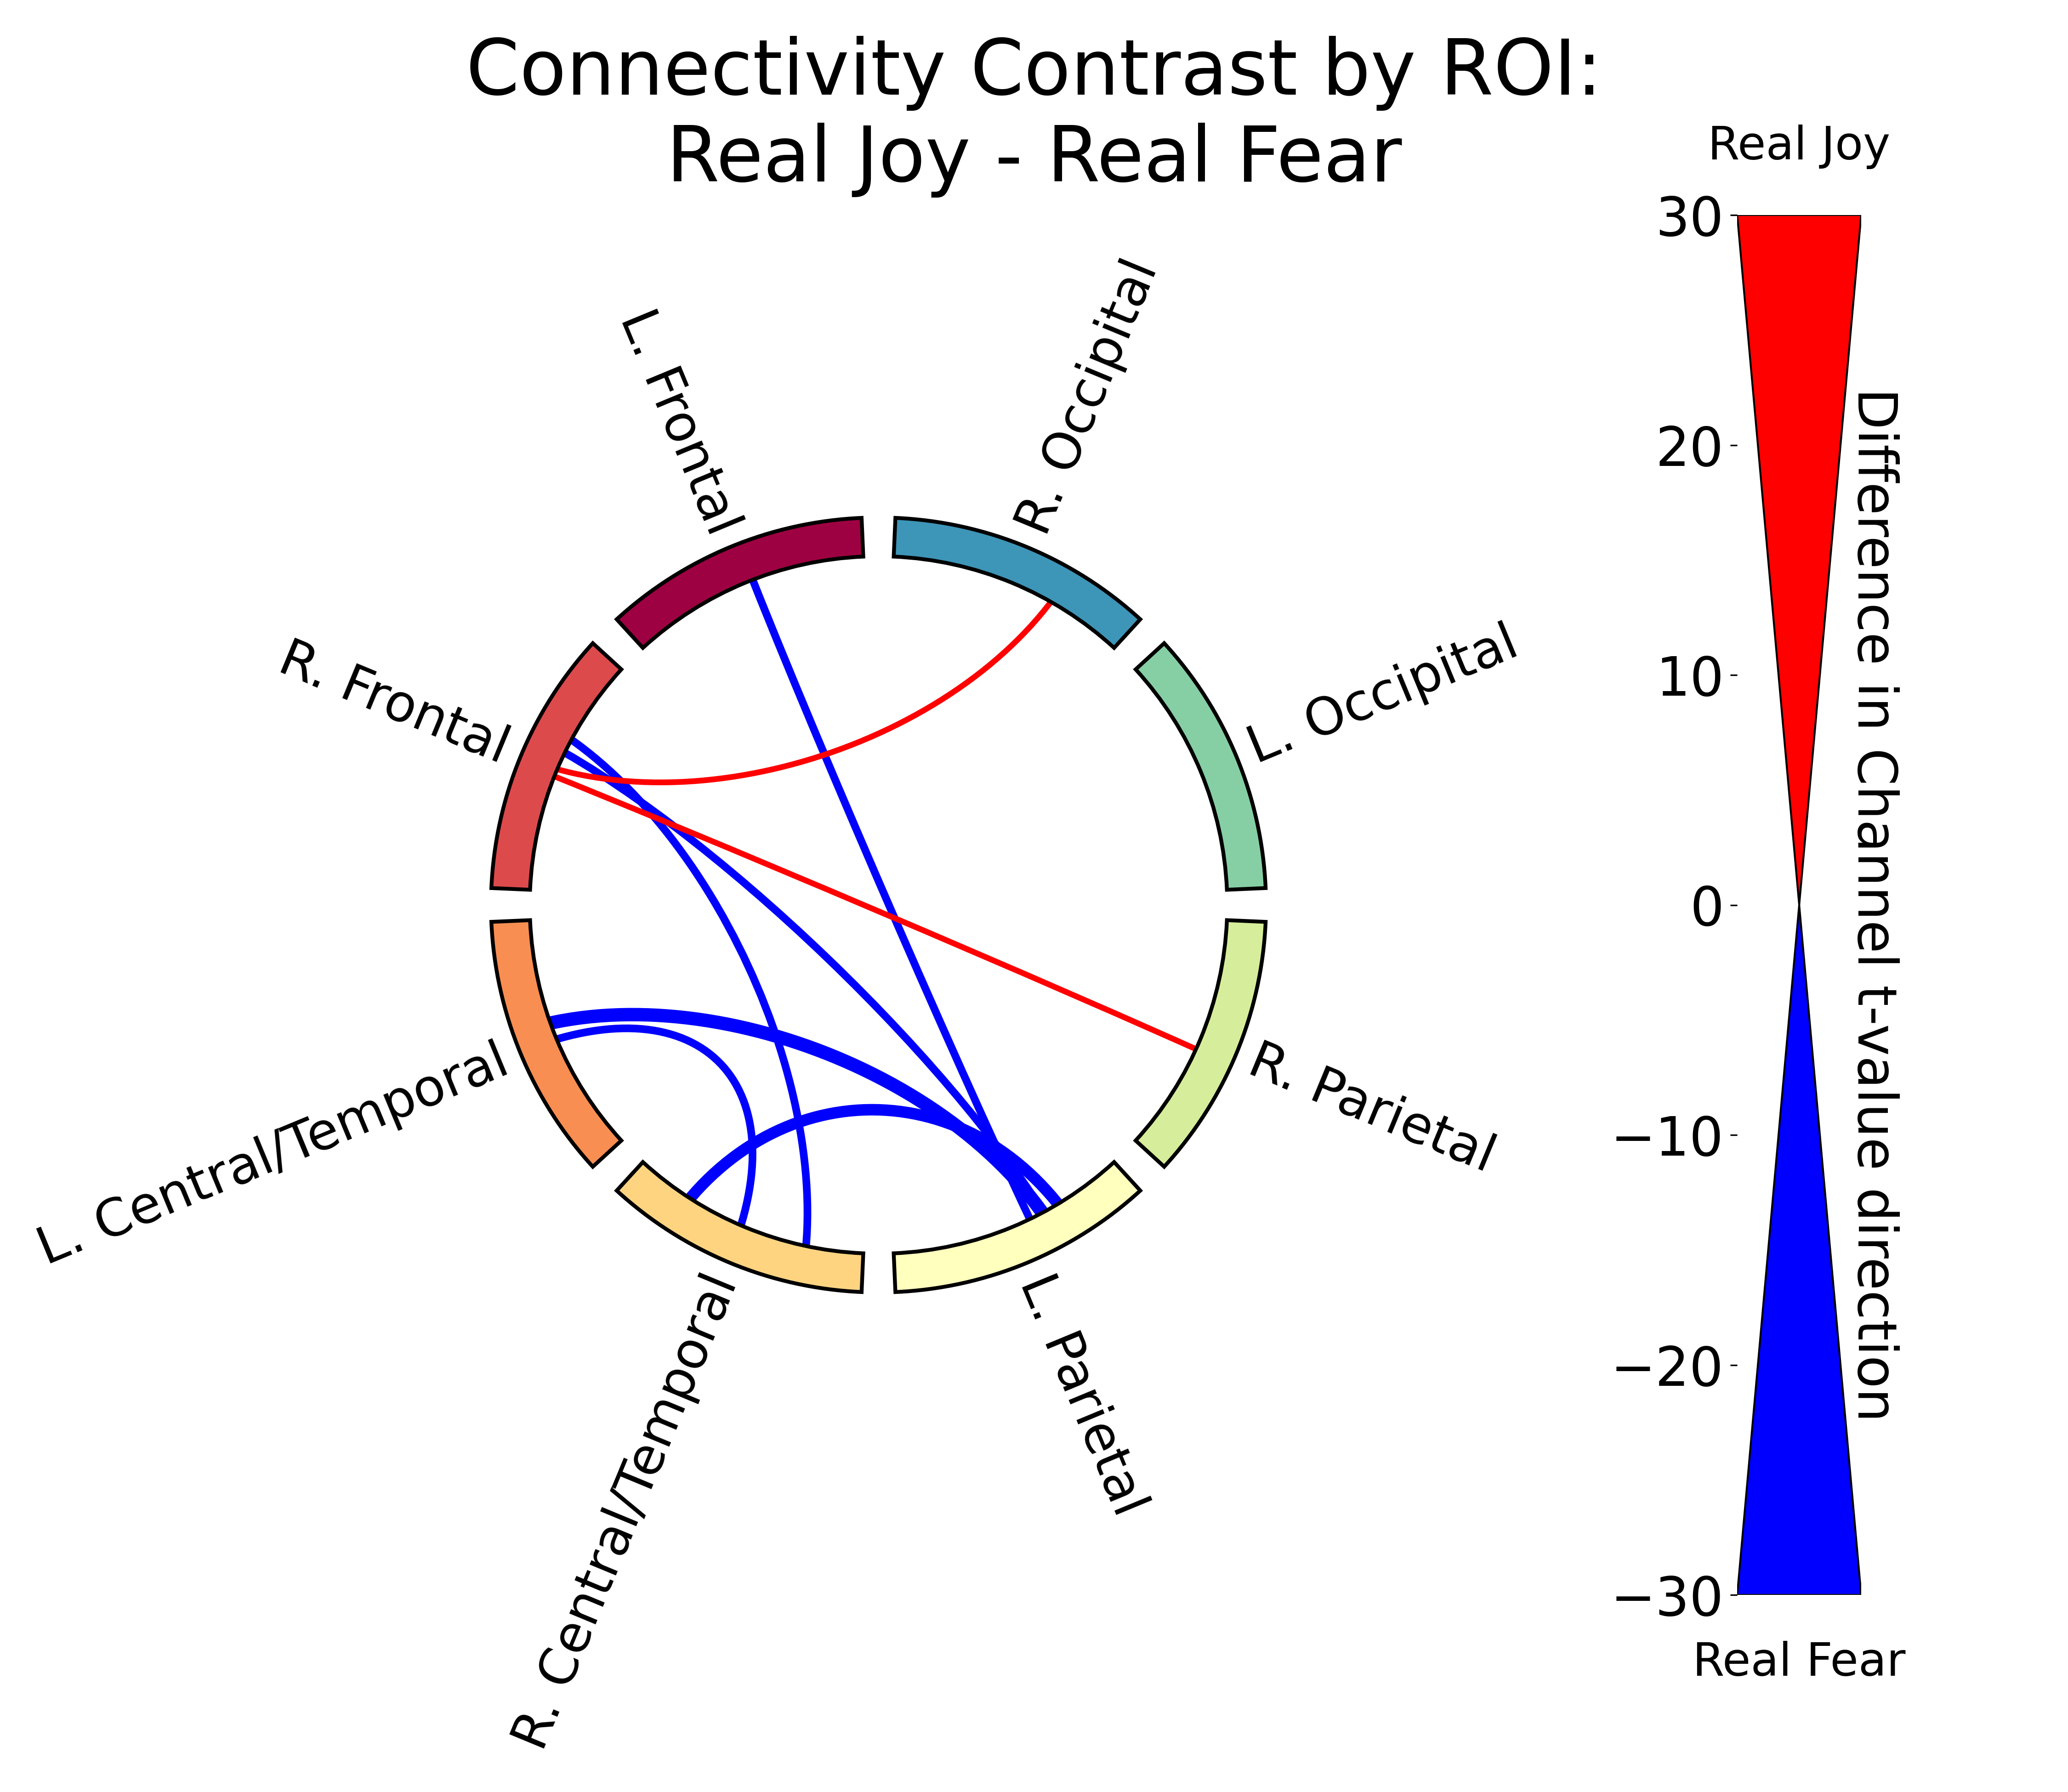 Connectivity Contrast by ROI:
Real Joy - Real Fear
Real Joy
30
20
10
0
−10
−20
−30
Real Fear
Difference in Channel t-value direction
L. Frontal
R. Occipital
R. Frontal
L. Occipital
L. Central/Temporal
R. Parietal
R. Central/Temporal
L. Parietal